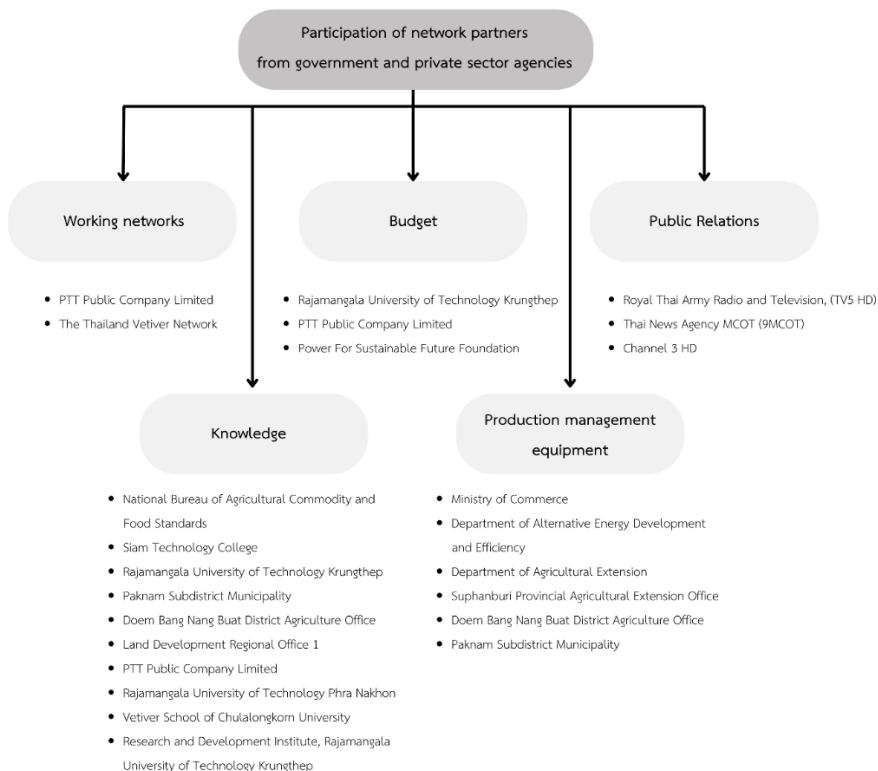 Participation of network partners
from government and private sector agencies
Working networks
• PTT Public Company Limited
• The Thailand Vetiver Network
Budget
• Rajamangala University of Technology Krungthep
• PTT Public Company Limited
• Power For Sustainable Future Foundation
Public Relations
• Royal Thai Army Radio and Television, (TV5 HD)
• Thai News Agency MCOT (9MCOT)
• Channel 3 HD
Knowledge
• National Bureau of Agricultural Commodity and
Food Standards
• Siam Technology College
• Rajamangala University of Technology Krungthep
• Paknam Subdistrict Municipality
• Doem Bang Nang Buat District Agriculture Office
• Land Development Regional Office 1
• PTT Public Company Limited
• Rajamangala University of Technology Phra Nakhon
• Vetiver School of Chulalongkorn University
• Research and Development Institute, Rajamangala
University of Technology Krungthep
Production management
equipment
• Ministry of Commerce
• Department of Alternative Energy Development
and Efficiency
• Department of Agricultural Extension
• Suphanburi Provincial Agricultural Extension Office
• Doem Bang Nang Buat District Agriculture Office
• Paknam Subdistrict Municipality